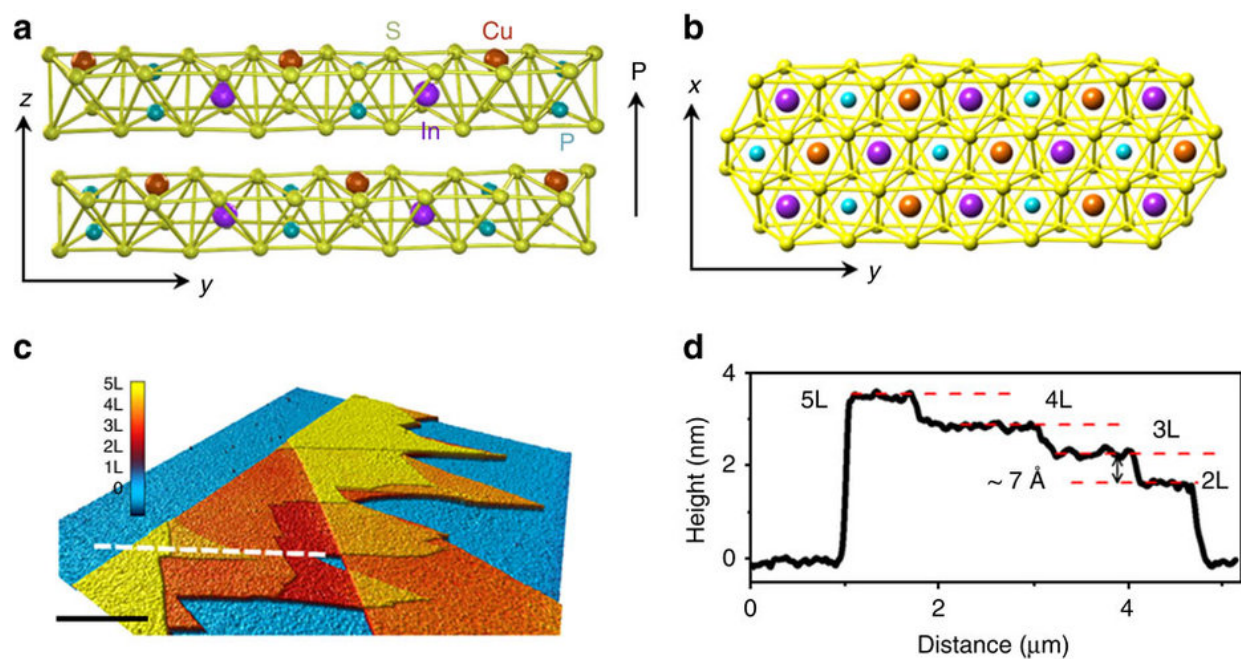 a
S
Cu
z
In
P
y
P
b
x
y
c
5L
4L
3L
2L
1L
0
d
4
2
0
Height (nm)
5L
4L
3L
2L
~ 7 Å
0
2
4
Distance (μm)